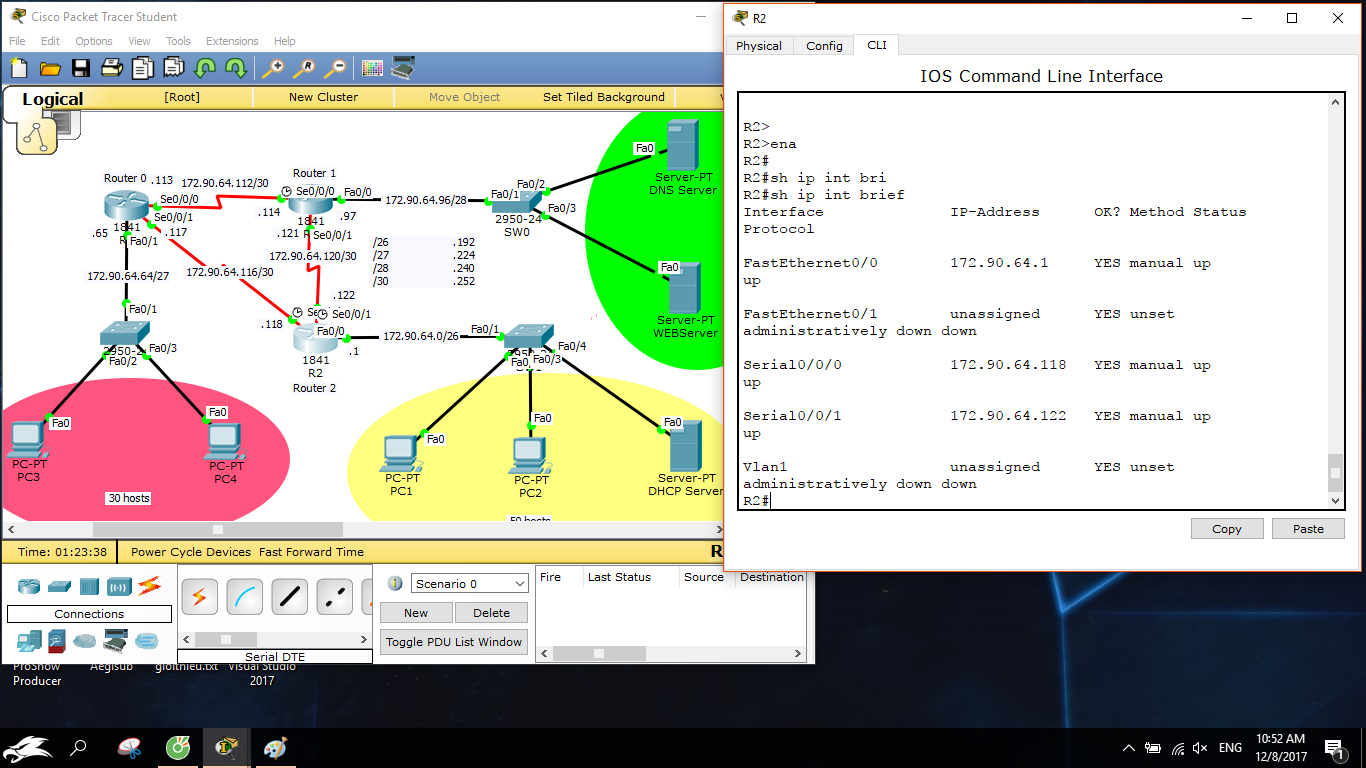 Cisco Packet Tracer Student
File Edit Options View Tools Extensions Help
Logical
[Root]
New Cluster
Move Object
Set Tiled Background
Router 0
.113
172.90.64.112/30
Se0/0/0
Se0/0/1
.117
1841
.65
Fa0/1
172.90.64.64/27
172.90.64.116/30
Router 1
Se0/0/0
Fa0/0
.114
1841
.97
.121
Se0/0/1
172.90.64.120/30
172.90.64.96/28
/26 .192
/27 .224
/28 .240
/30 .252
Fa0/1
Fa0/2
Fa0/3
2950-24
SW0
Fa0
Server-PT
DNS Server
Fa0
Server-PT
WEBServer
.122
.118
Se0/0/1
Fa0/0
.1
1841
R2
Router 2
172.90.64.0/26
Fa0/1
Fa0/4
Fa0/3
Fa0/1
Fa0/3
Fa0/2
Fa0
PC-PT
PC3
Fa0
PC-PT
PC4
30 hosts
Fa0
PC-PT
PC1
Fa0
PC-PT
PC2
Fa0
Server-PT
DHCP Server
50 hosts
Time: 01:23:38
Power Cycle Devices Fast Forward Time
R
Connections
Serial DTE
Scenario 0
New
Delete
Toggle PDU List Window
Fire Last Status Source Destination
R2
Physical Config CLI
IOS Command Line Interface
R2>
R2>ena
R2#
R2#sh ip int bri
R2#sh ip int brief
Interface IP-Address OK? Method Status
Protocol
FastEthernet0/0 172.90.64.1 YES manual up
up
FastEthernet0/1 unassigned YES unset
administratively down down
Serial0/0/0 172.90.64.118 YES manual up
up
Serial0/0/1 172.90.64.122 YES manual up
up
Vlan1 unassigned YES unset
administratively down down
R2#
Copy
Paste
ProShow
Producer
Aegisub
gioithieu.txt
Visual Studio
2017
ENG
10:52 AM
12/8/2017
1